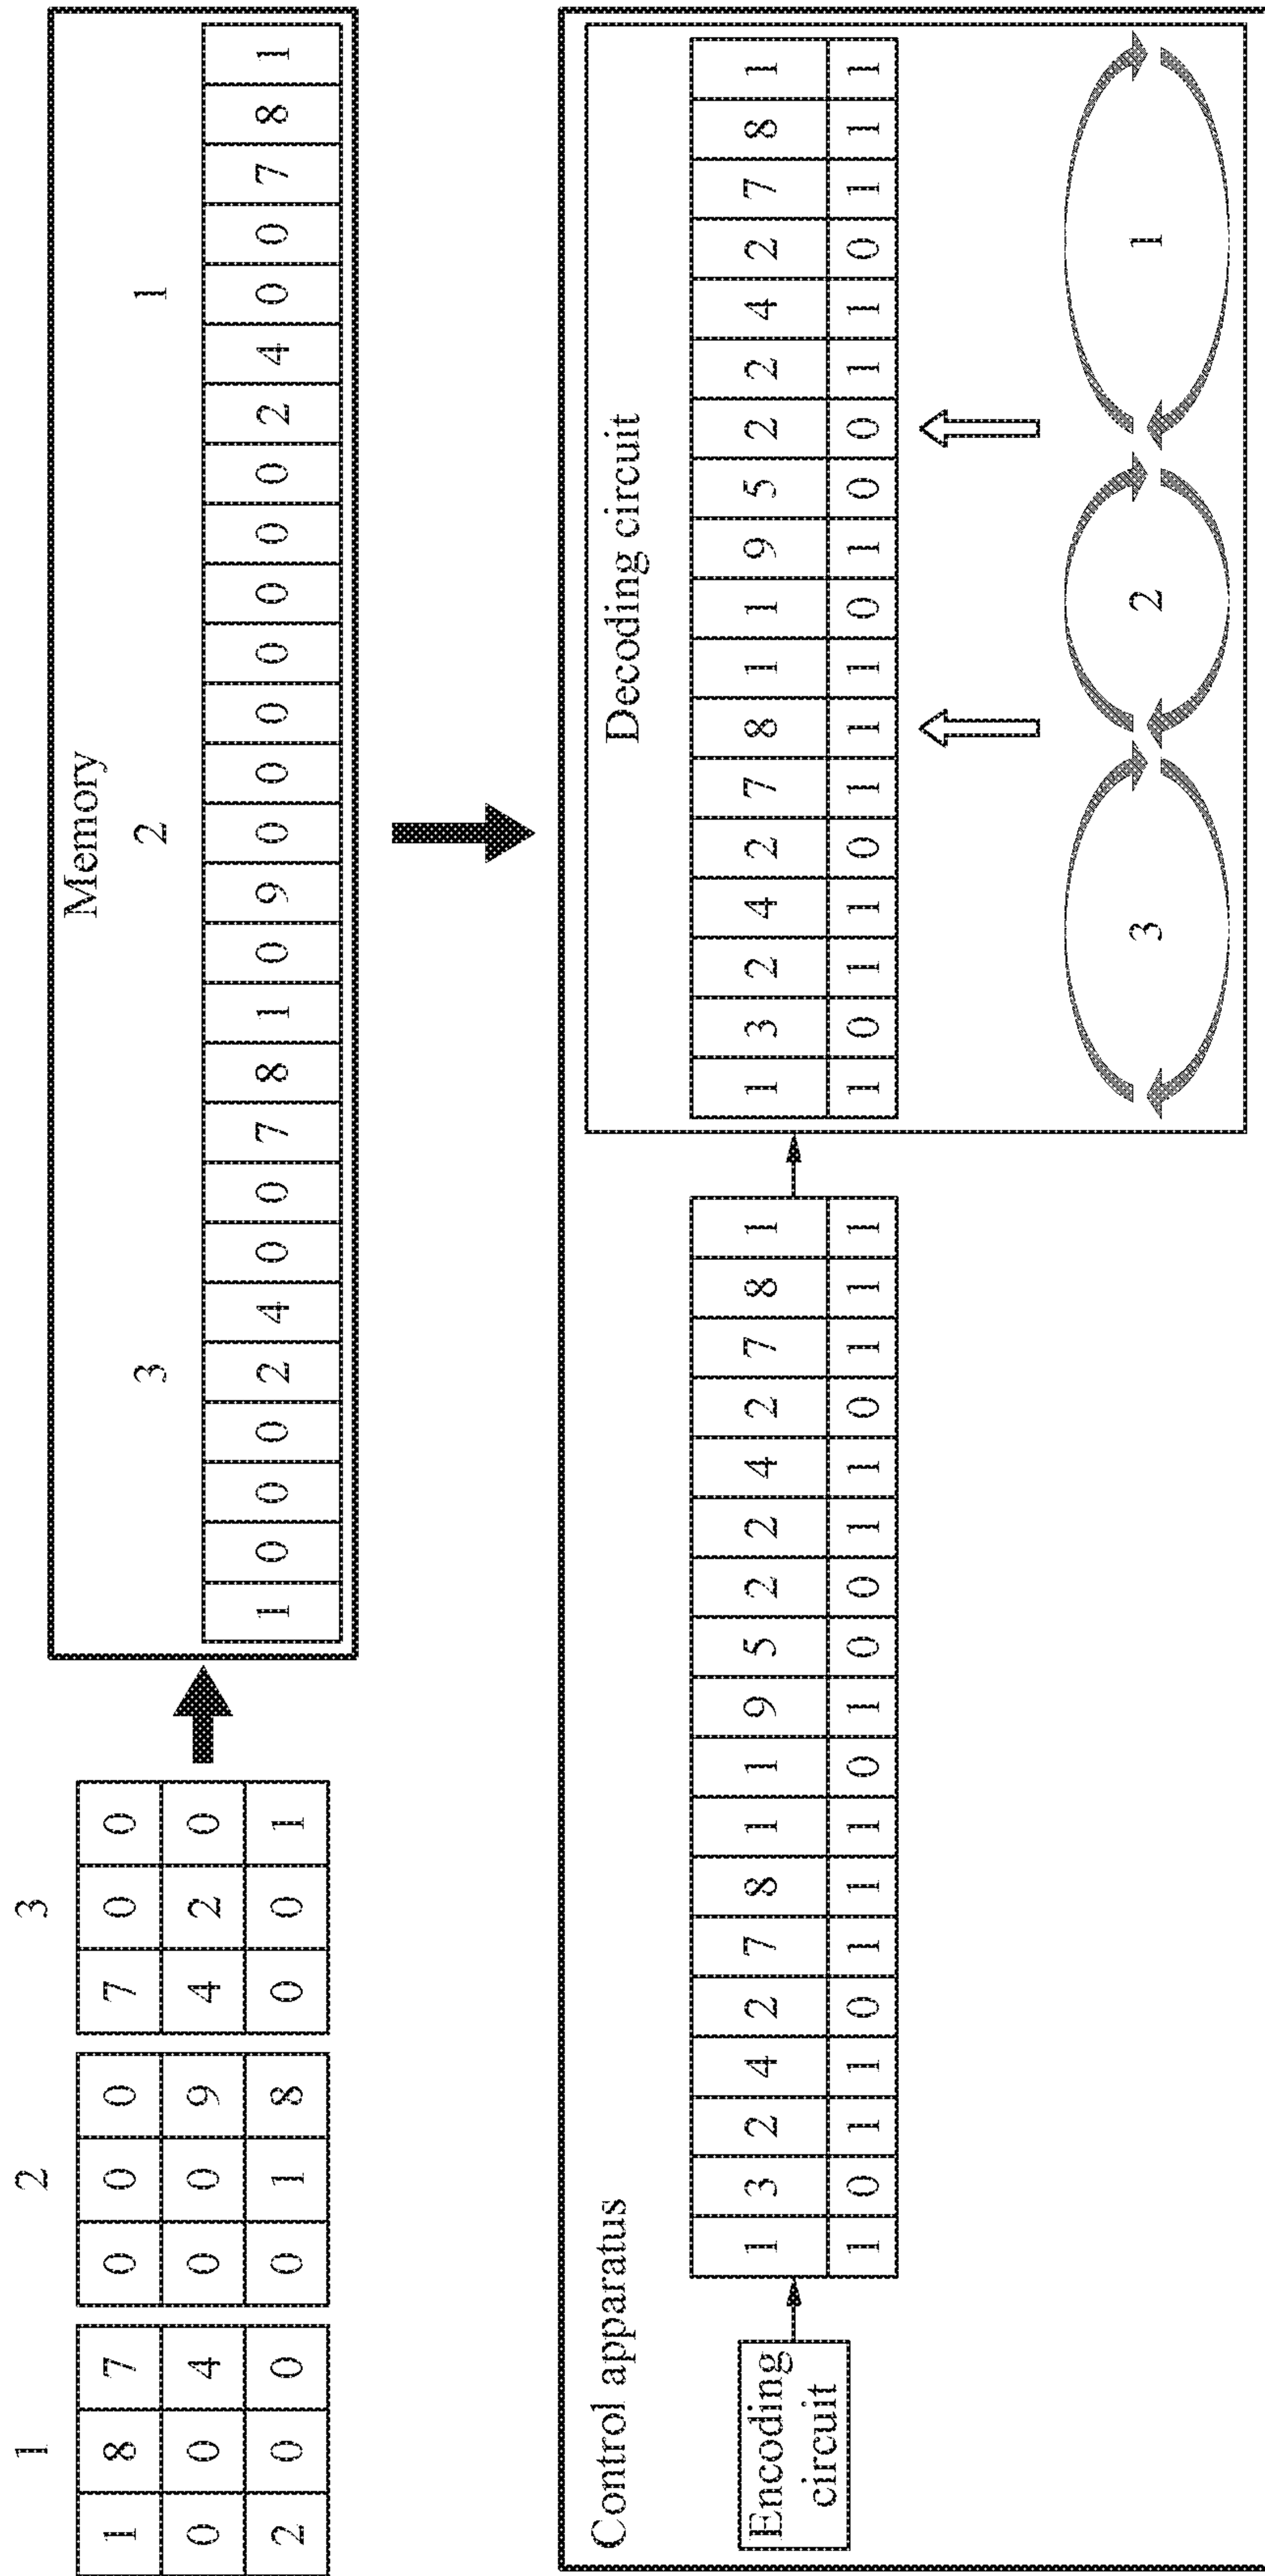 1 2 3
1 8 7
0 0 4
2 0 0
0 0 0
0 0 9
0 1 8
7 0 0
4 2 0
0 0 1
Memory
3 2 1
1 0 0 0 2 4 0 0 7 8 1 0 9 0 0 0 0 0 0 0 2 4 0 0 7 8 1
Control apparatus
Encoding
circuit
1 3 2 4 2 7 8 1 1 9 5 2 2 4 2 7 8 1
1 0 1 1 0 1 1 1 0 1 0 0 1 1 0 1 1 1
Decoding circuit
1 3 2 4 2 7 8 1 1 9 5 2 2 4 2 7 8 1
1 0 1 1 0 1 1 1 0 1 0 0 1 1 0 1 1 1
3 2 1